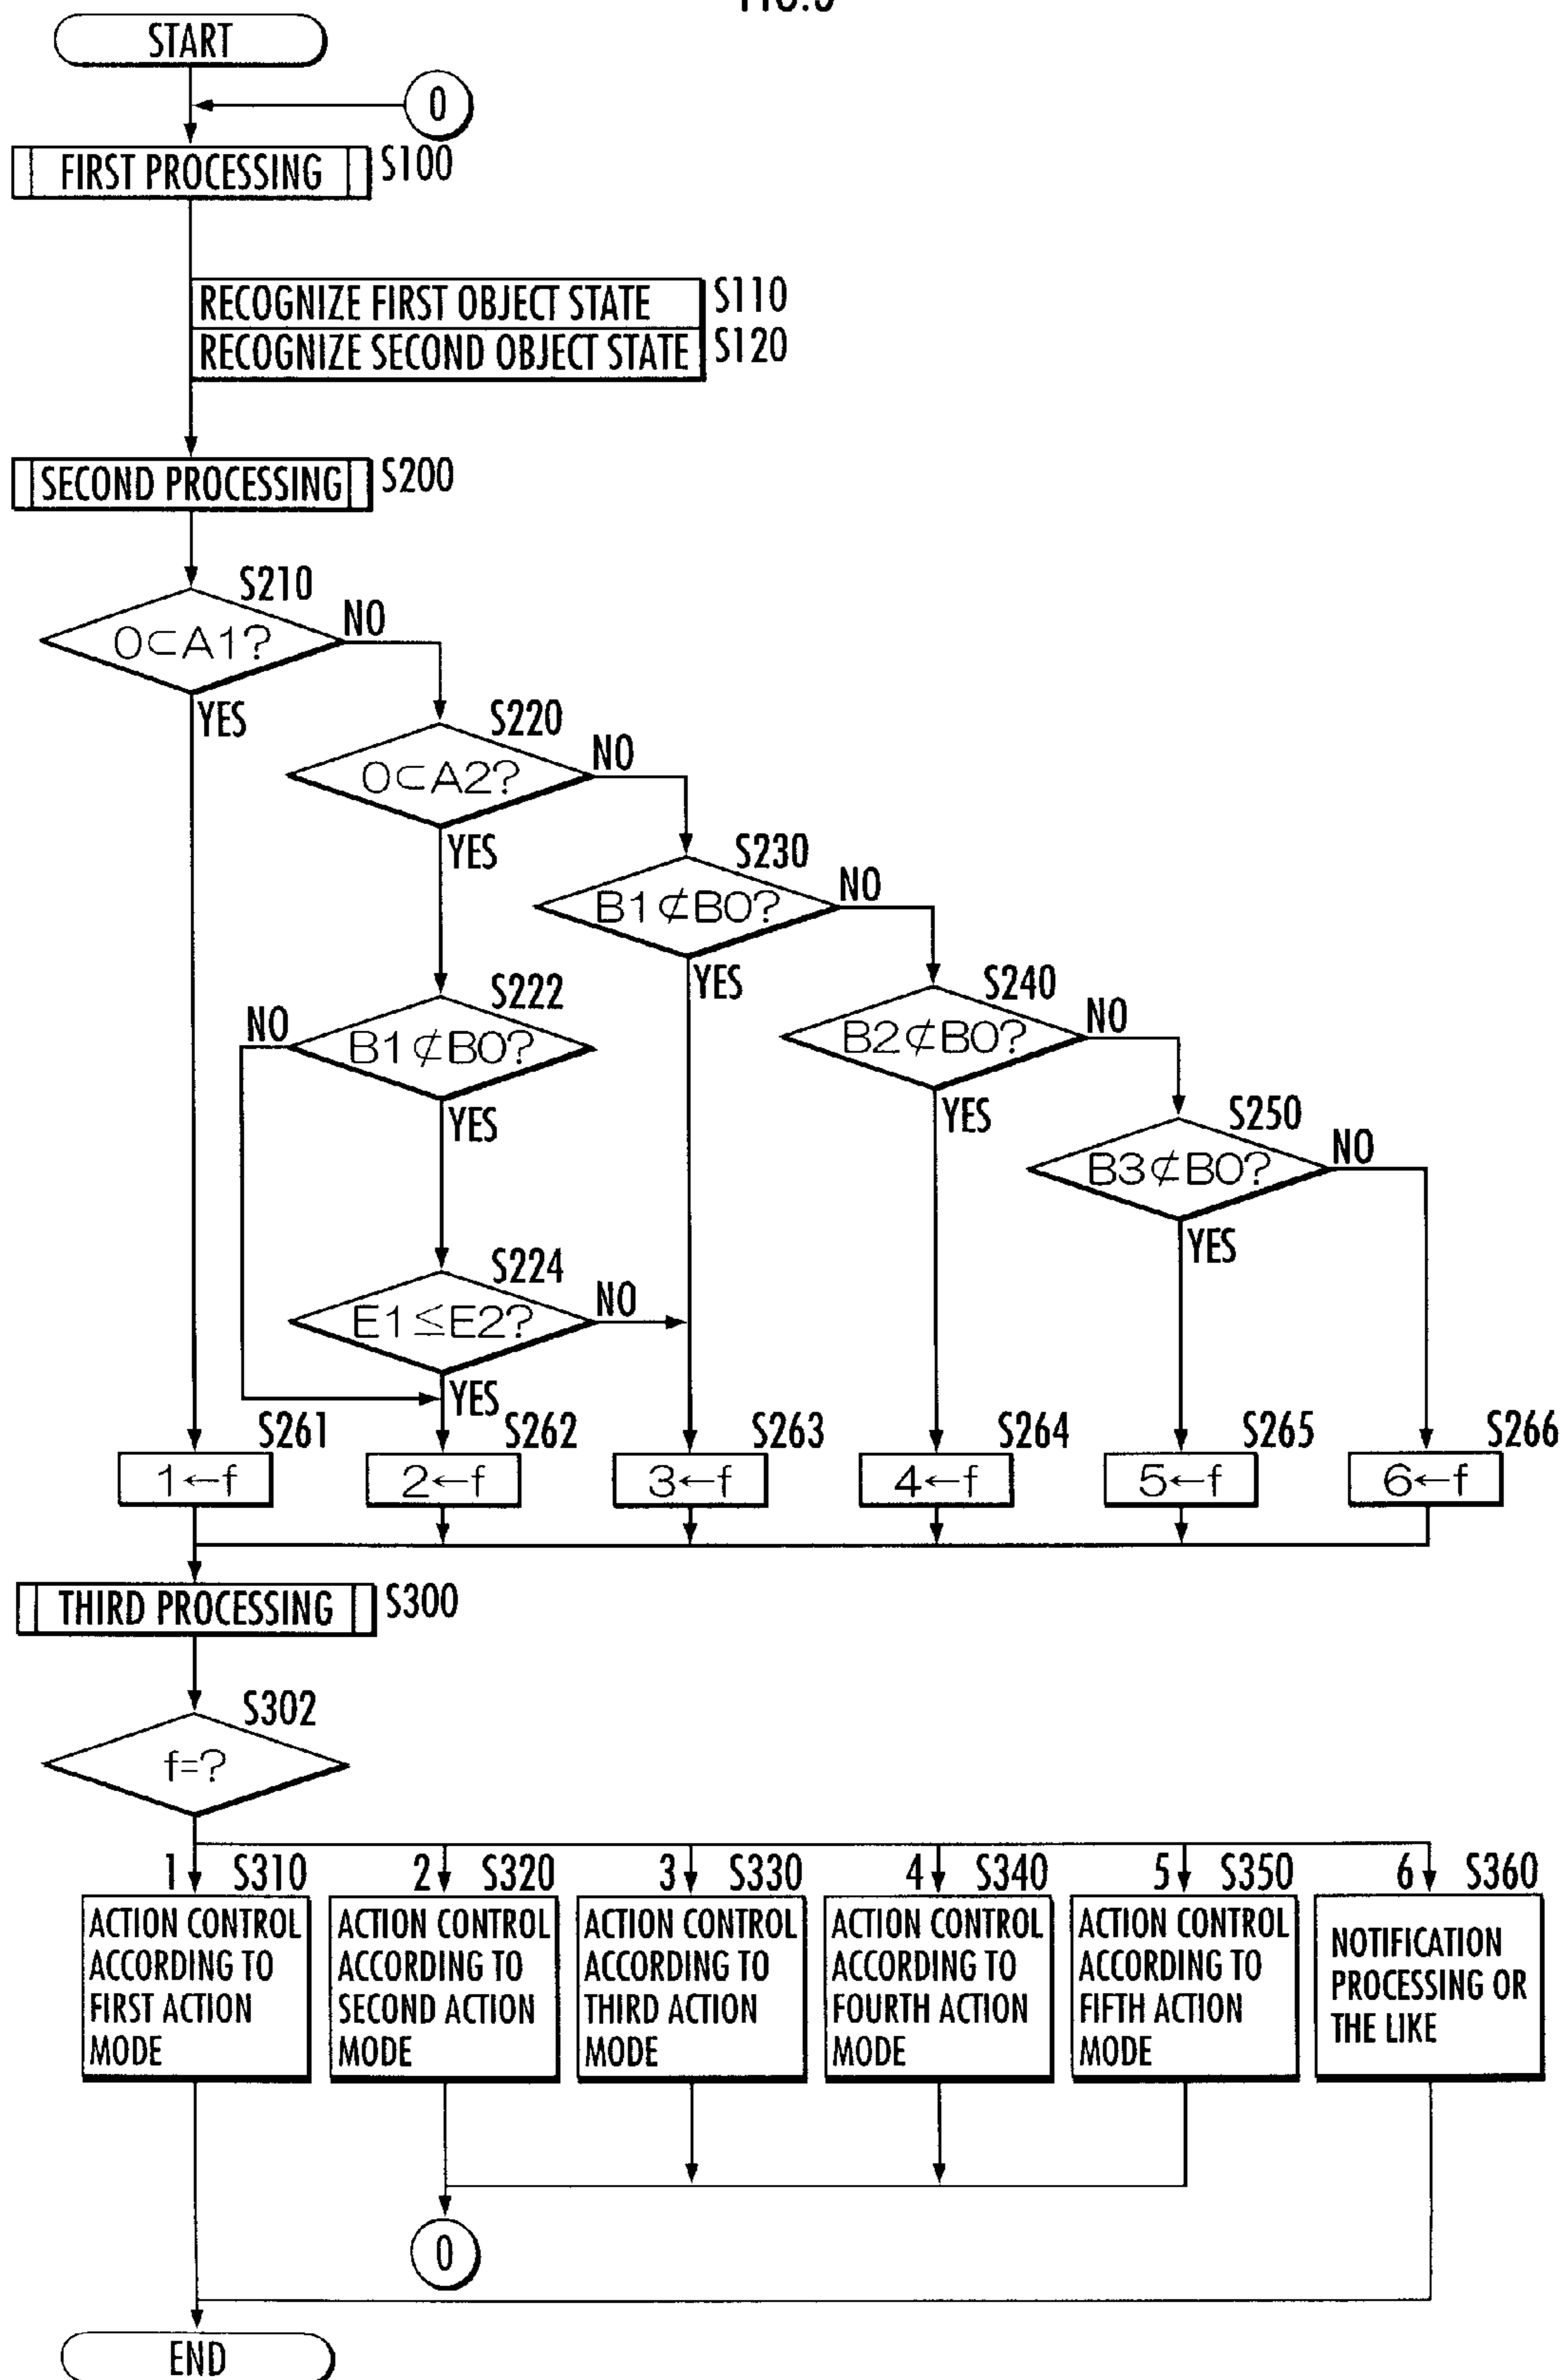 START
0
FIRST PROCESSING
S100
RECOGNIZE FIRST OBJECT STATE
S110
RECOGNIZE SECOND OBJECT STATE
S120
SECOND PROCESSING
S200
S210
O⊂A1?
NO
YES
S220
O⊂A2?
NO
YES
S230
B1⊄B0?
NO
YES
S222
NO
B1⊄B0?
YES
S240
B2⊄B0?
NO
YES
S250
B3⊄B0?
NO
YES
S224
E1≦E2?
NO
YES
S261
1←f
S262
2←f
S263
3←f
S264
4←f
S265
5←f
S266
6←f
THIRD PROCESSING
S300
S302
f=?
1
S310
ACTION CONTROL
ACCORDING TO
FIRST ACTION
MODE
2
S320
ACTION CONTROL
ACCORDING TO
SECOND ACTION
MODE
3
S330
ACTION CONTROL
ACCORDING TO
THIRD ACTION
MODE
4
S340
ACTION CONTROL
ACCORDING TO
FOURTH ACTION
MODE
5
S350
ACTION CONTROL
ACCORDING TO
FIFTH ACTION
MODE
6
S360
NOTIFICATION
PROCESSING OR
THE LIKE
0
END